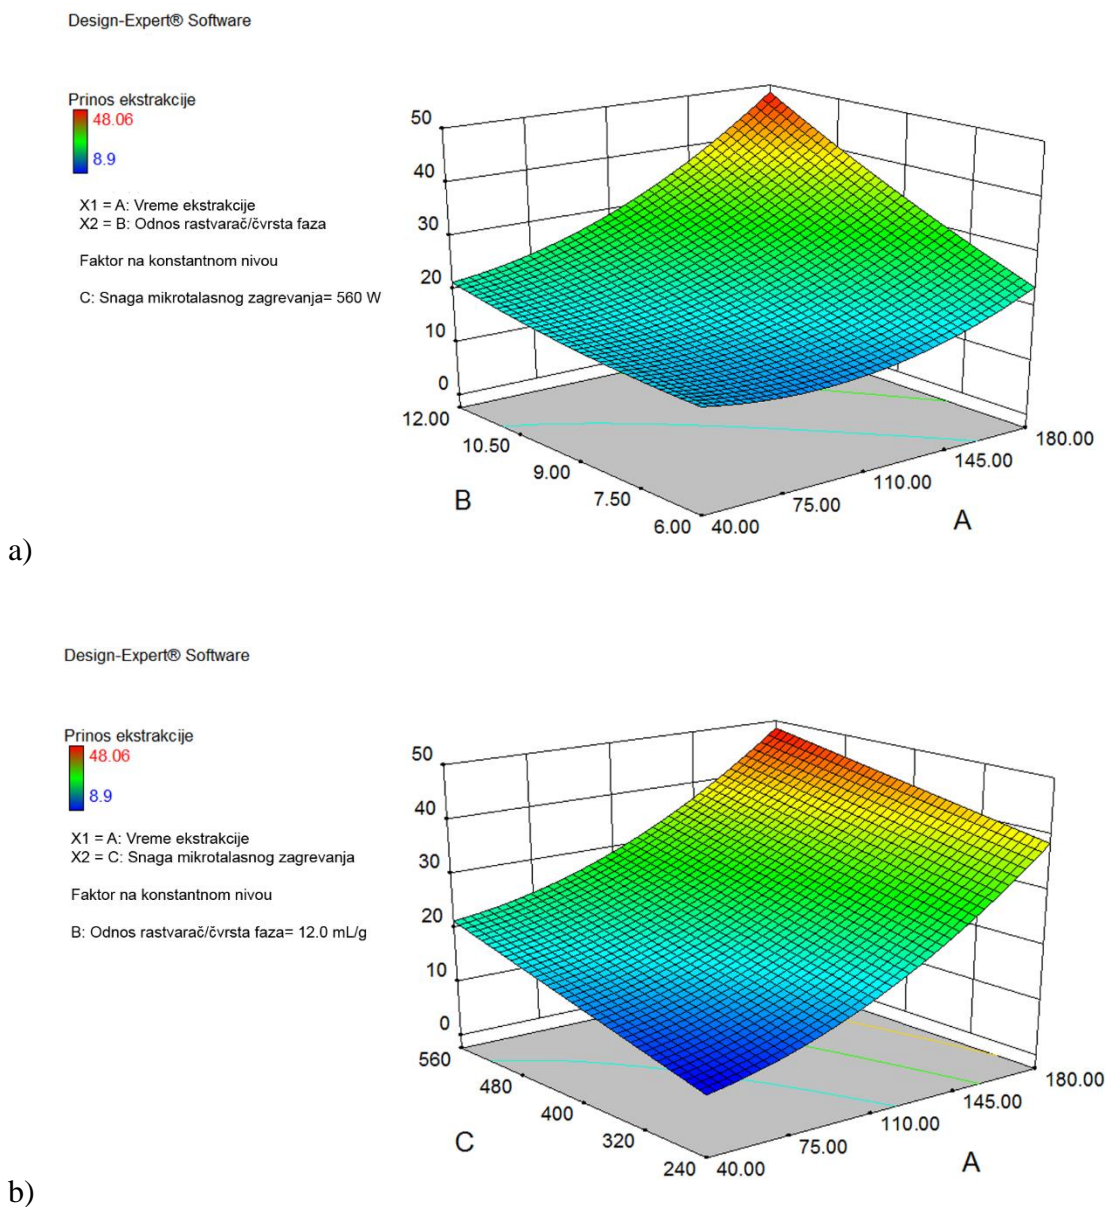 Design-Expert® Software
Prinos ekstrakcije
48.06
8.9
X1 = A: Vreme ekstrakcije
X2 = B: Odnos rastvarač/čvrsta faza
Faktor na konstantnom nivou
C: Snaga mikrotalasnog zagrevanja= 560 W
50
40
30
20
10
0
12.00
10.50
9.00
7.50
6.00
40.00
75.00
110.00
145.00
180.00
B
A
a)
Design-Expert® Software
Prinos ekstrakcije
48.06
8.9
X1 = A: Vreme ekstrakcije
X2 = C: Snaga mikrotalasnog zagrevanja
Faktor na konstantnom nivou
B: Odnos rastvarač/čvrsta faza= 12.0 mL/g
50
40
30
20
10
0
560
480
400
320
240
40.00
75.00
110.00
145.00
180.00
C
A
b)